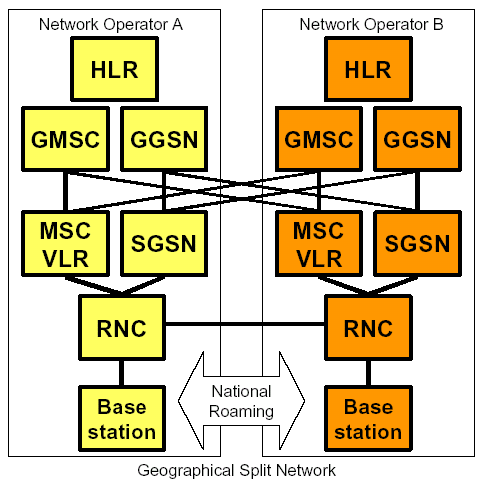 Network Operator A
Network Operator B
HLR
HLR
GMSC
GGSN
GMSC
GGSN
MSC
VLR
SGSN
MSC
VLR
SGSN
RNC
RNC
National
Roaming
Base
station
Base
station
Geographical Split Network